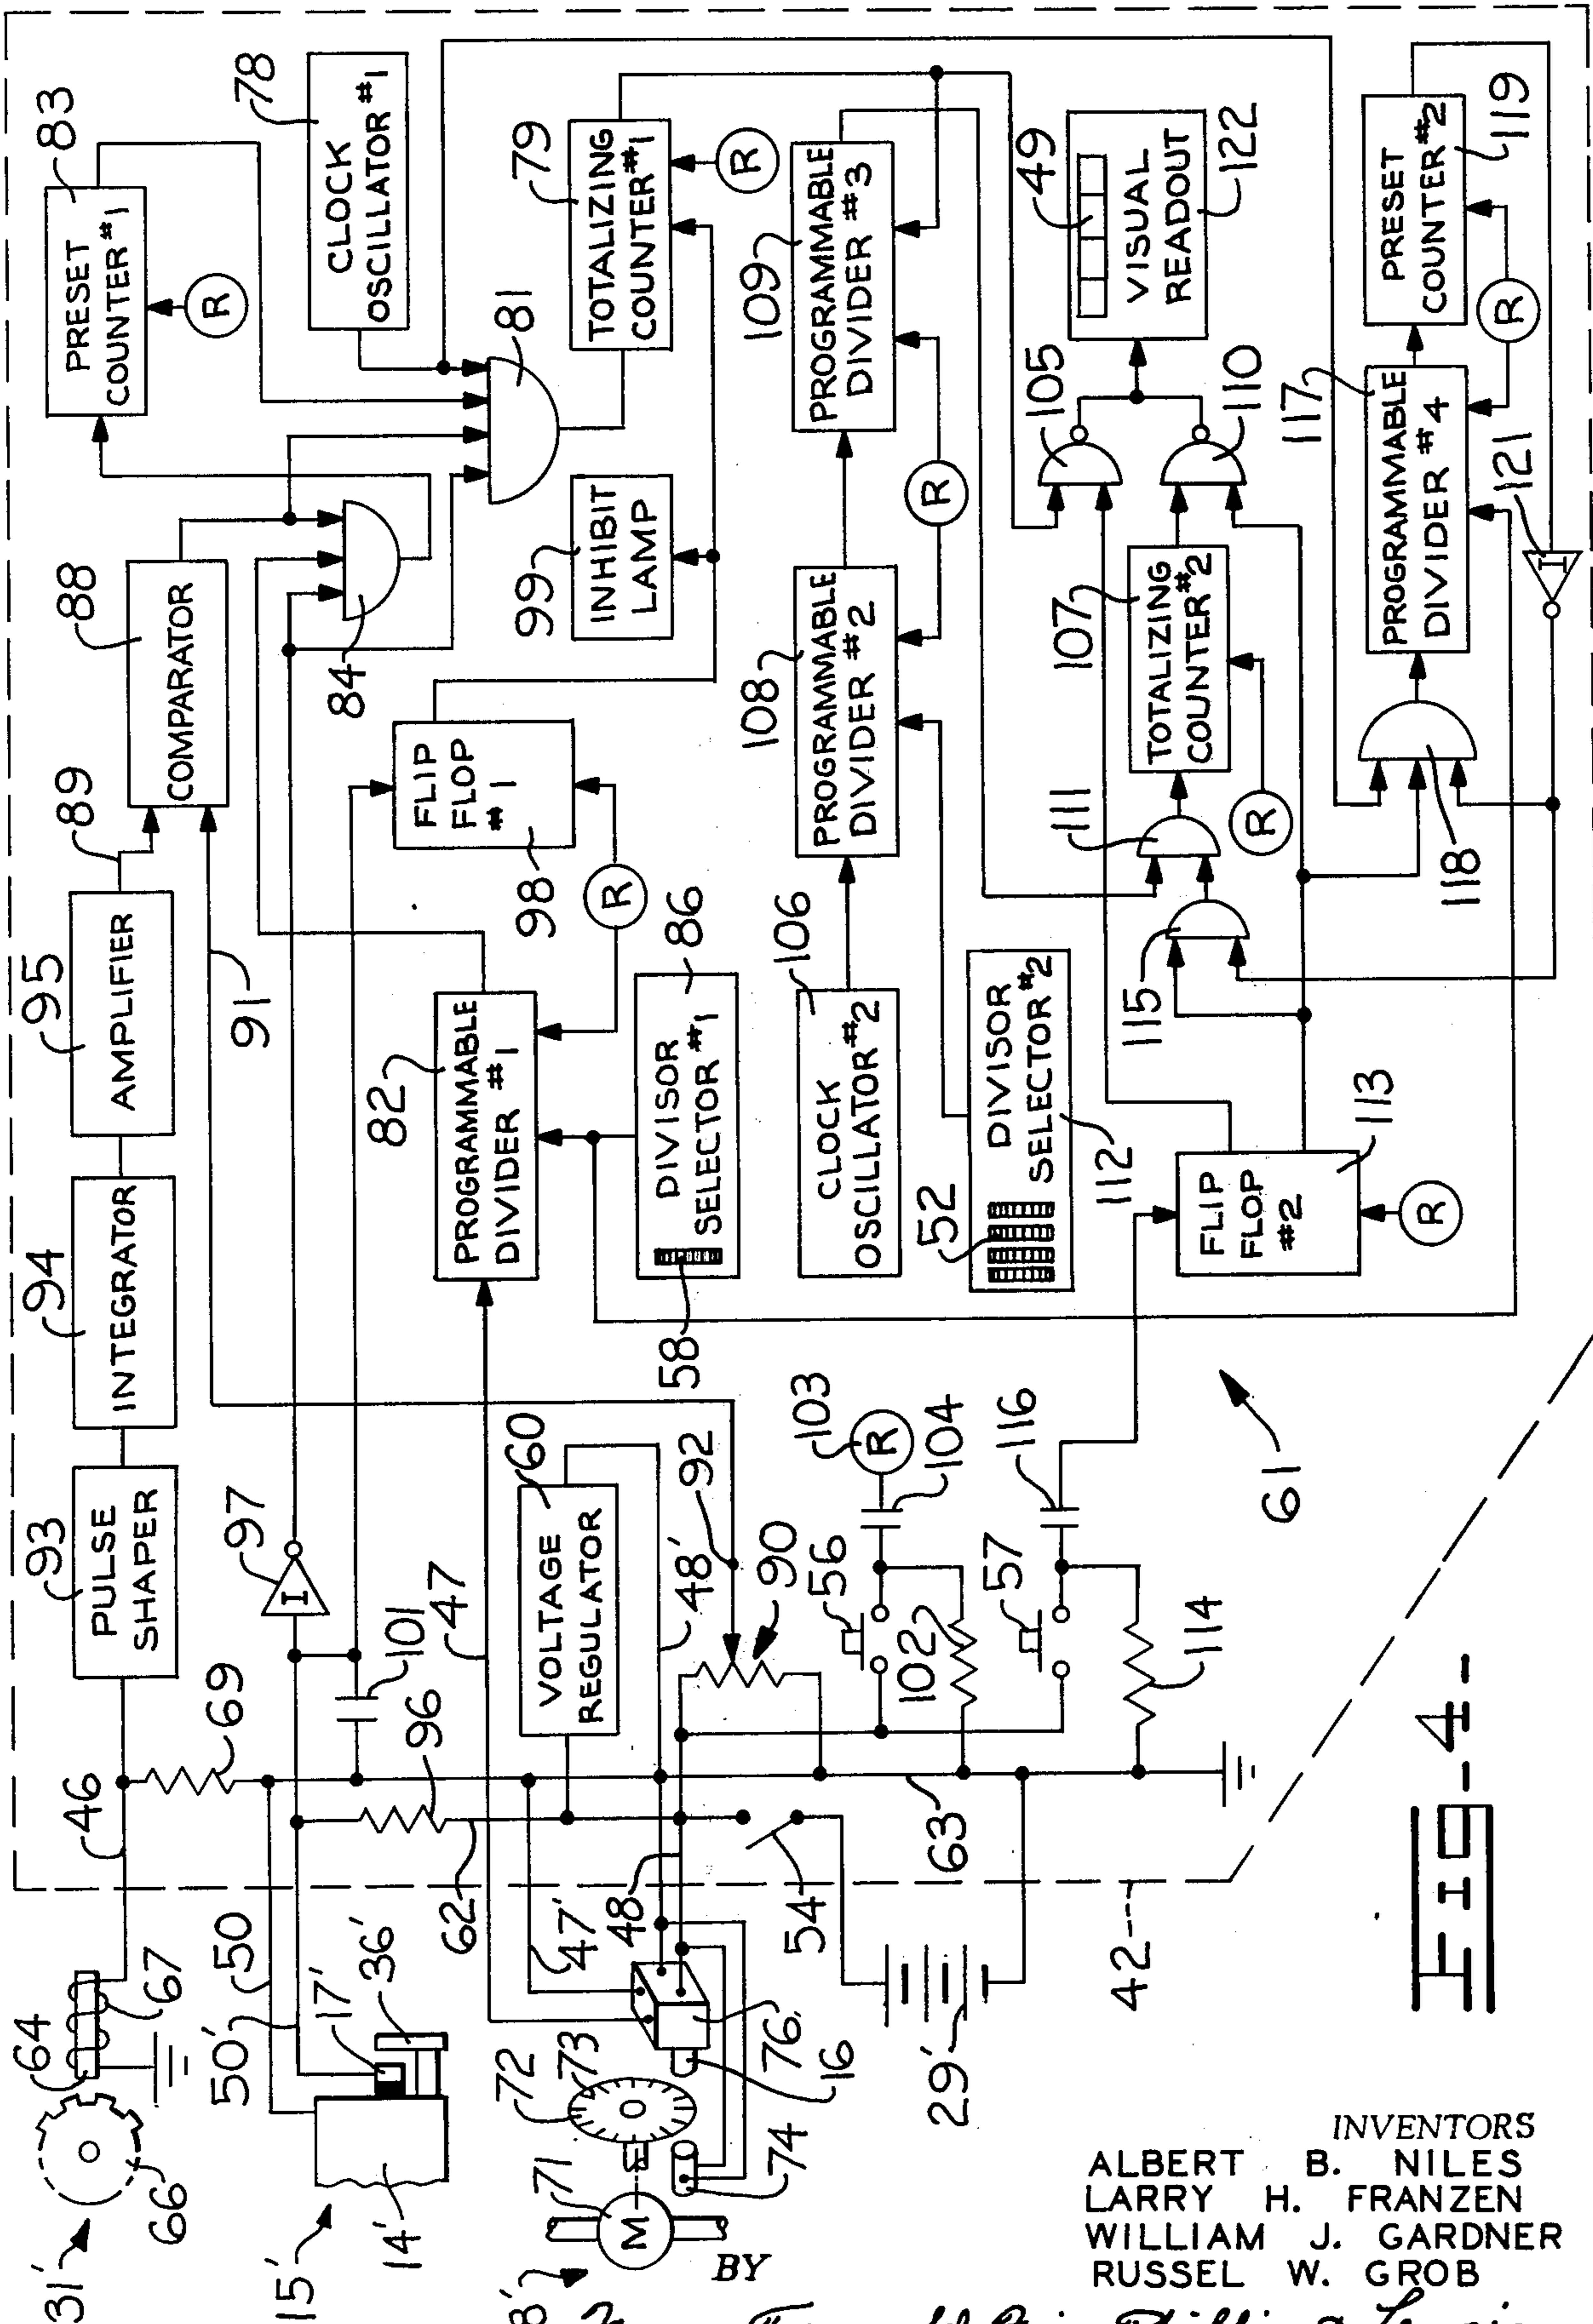 83
PRESET
COUNTER #1
R
78
CLOCK
OSCILLATOR #1
88
COMPARATOR
89
95
AMPLIFIER
91
94
INTEGRATOR
93
PULSE
SHAPER
84
81
79
TOTALIZING
COUNTER #1
R
99
INHIBIT
LAMP
FLIP
FLOP
#1
98
R
82
PROGRAMMABLE
DIVIDER #1
86
DIVISOR
SELECTOR #1
58
97
I
101
96
69
46
47
60
VOLTAGE
REGULATOR
48'
92
90
109
PROGRAMMABLE
DIVIDER #3
108
PROGRAMMABLE
DIVIDER #2
R
106
CLOCK
OSCILLATOR #2
52
DIVISOR
SELECTOR #2
112
49
VISUAL
READOUT
122
105
110
107
TOTALIZING
COUNTER #2
R
111
115
113
FLIP
FLOP
#2
R
PRESET
COUNTER #2
119
R
117
PROGRAMMABLE
DIVIDER #4
121
I
118
103
R
104
56
102
116
57
114
61
63
62
47'
48
54
42
29'
64
67
66
31'
50
50'
17'
36'
15'
14'
72
73
76
16
74
71
M
8'
FIG-4-
INVENTORS
ALBERT B. NILES
LARRY H. FRANZEN
WILLIAM J. GARDNER
RUSSEL W. GROB
BY